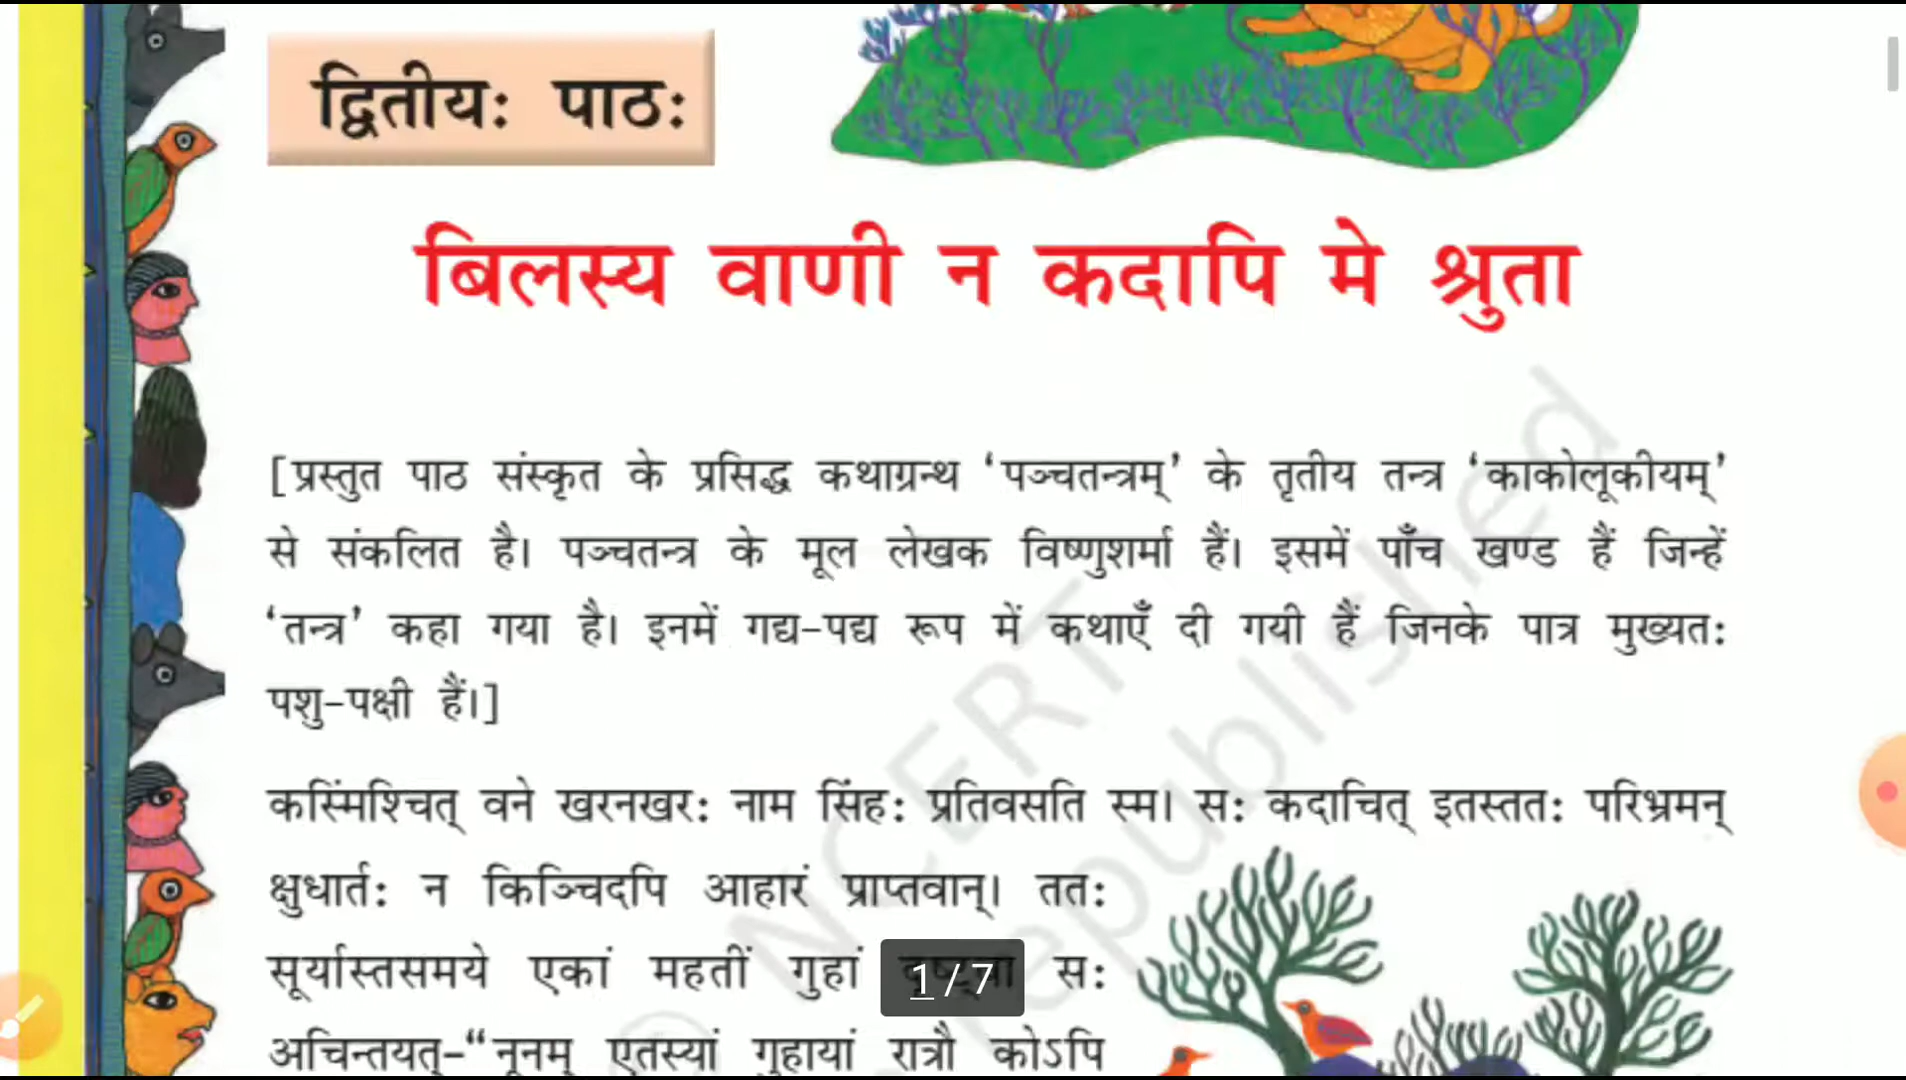 द्वितीयः पाठः
बिलस्य वाणी न कदापि मे श्रुता
[प्रस्तुत पाठ संस्कृत के प्रसिद्ध कथाग्रन्थ ‘पञ्चतन्त्रम्’ के तृतीय तन्त्र ‘काकोलूकीयम्’
से संकलित है। पञ्चतन्त्र के मूल लेखक विष्णुशर्मा हैं। इसमें पाँच खण्ड हैं जिन्हें
‘तन्त्र’ कहा गया है। इनमें गद्य-पद्य रूप में कथाएँ दी गयी हैं जिनके पात्र मुख्यतः
पशु-पक्षी हैं।]
कस्मिंश्चित् वने खरनखरः नाम सिंहः प्रतिवसति स्म। सः कदाचित् इतस्ततः परिभ्रमन्
क्षुधार्तः न किञ्चिदपि आहारं प्राप्तवान्। ततः
सूर्यास्तसमये एकां महतीं गुहां सः
1/7
अचिन्तयत्-“नूनम् एतस्यां गुहायां रात्रौ कोऽपि
© NCERT
republished